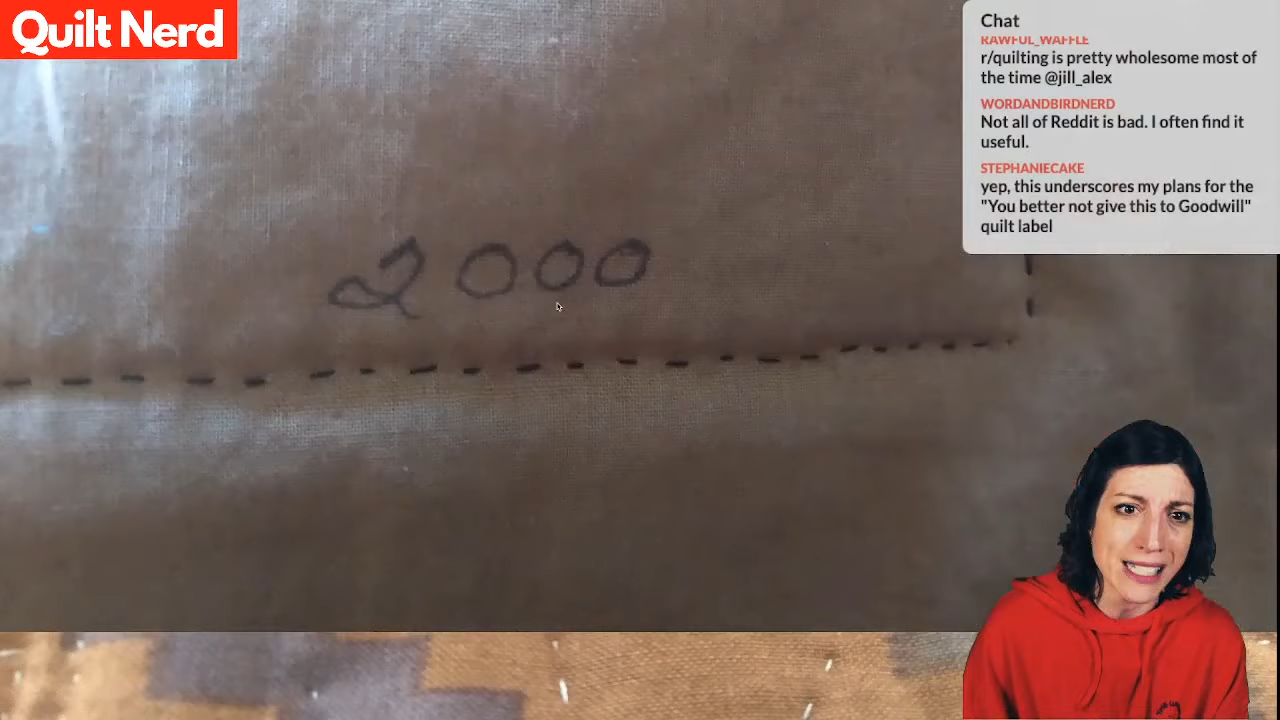 Quilt Nerd
Chat
RAWFUL_WAFFLE
r/quilting is pretty wholesome most of
the time @jill_alex
WORDANDBIRDNERD
Not all of Reddit is bad. I often find it
useful.
STEPHANIECAKE
yep, this underscores my plans for the
"You better not give this to Goodwill"
quilt label
2000